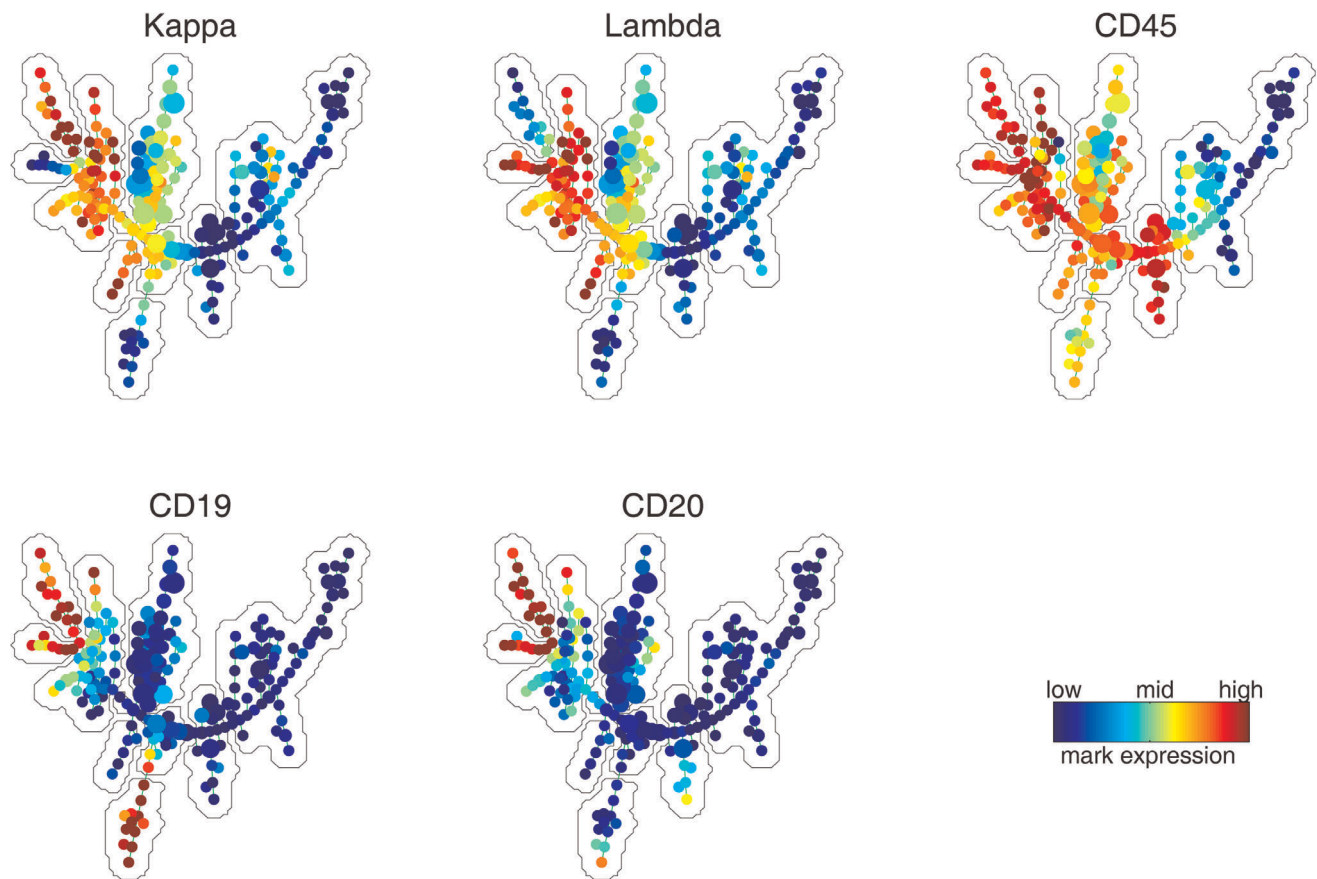 Kappa
Lambda
CD45
CD19
CD20
low mid high
mark expression